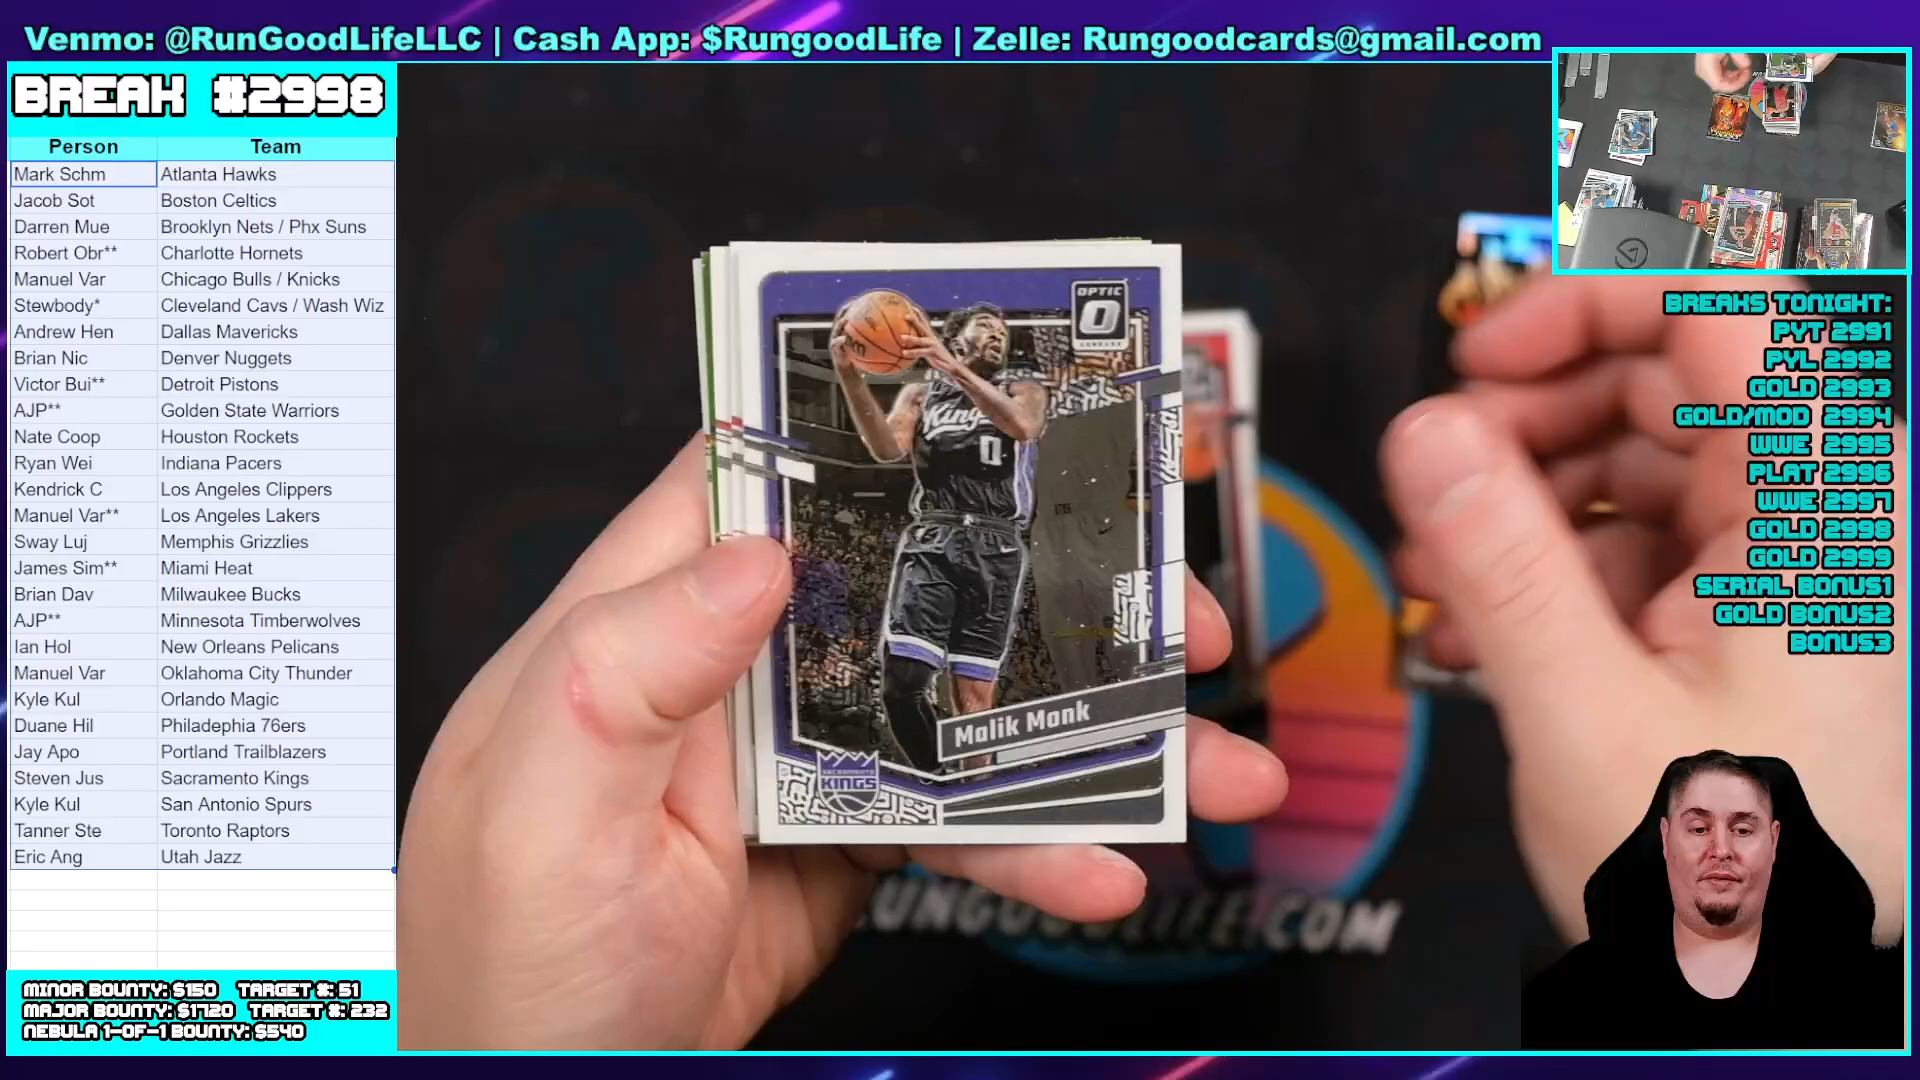 Venmo: @RunGoodLifeLLC | Cash App: $RungoodLife | Zelle: Rungoodcards@gmail.com
BREAK #2998
Person Team
Mark Schm Atlanta Hawks
Jacob Sot Boston Celtics
Darren Mue Brooklyn Nets / Phx Suns
Robert Obr** Charlotte Hornets
Manuel Var Chicago Bulls / Knicks
Stewbody* Cleveland Cavs / Wash Wiz
Andrew Hen Dallas Mavericks
Brian Nic Denver Nuggets
Victor Bui** Detroit Pistons
AJP** Golden State Warriors
Nate Coop Houston Rockets
Ryan Wei Indiana Pacers
Kendrick C Los Angeles Clippers
Manuel Var** Los Angeles Lakers
Sway Luj Memphis Grizzlies
James Sim** Miami Heat
Brian Dav Milwaukee Bucks
AJP** Minnesota Timberwolves
Ian Hol New Orleans Pelicans
Manuel Var Oklahoma City Thunder
Kyle Kul Orlando Magic
Duane Hil Philadephia 76ers
Jay Apo Portland Trailblazers
Steven Jus Sacramento Kings
Kyle Kul San Antonio Spurs
Tanner Ste Toronto Raptors
Eric Ang Utah Jazz
MINOR BOUNTY: $150 TARGET #: 51
MAJOR BOUNTY: $1720 TARGET #: 232
NEBULA 1-OF-1 BOUNTY: $540
OPTIC
Kings
0
Malik Monk
SACRAMENTO
KINGS
RUNGOODLIFE.COM
BREAKS TONIGHT:
PYT 2991
PYL 2992
GOLD 2993
GOLD/MOD 2994
WWE 2995
PLAT 2996
WWE 2997
GOLD 2998
GOLD 2999
SERIAL BONUS1
GOLD BONUS2
BONUS3